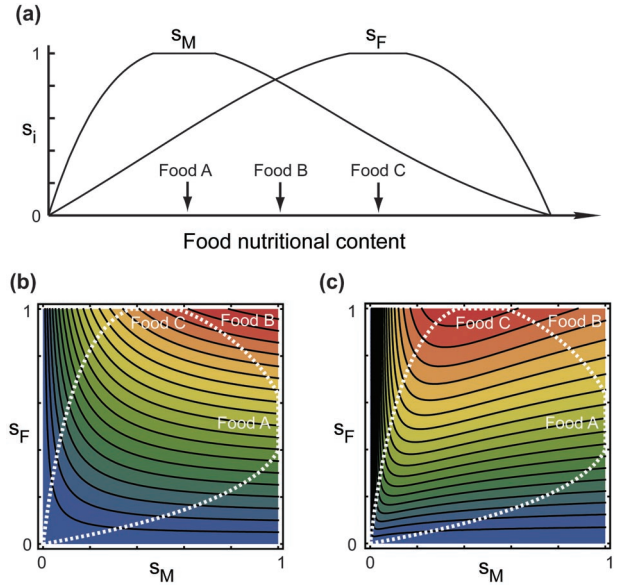 (a)
s_M
s_F
1
s_i
Food A
Food B
Food C
0
Food nutritional content
(b)
(c)
1
Food C
Food B
Food A
s_F
0
0
s_M
1
1
Food C
Food B
Food A
s_F
0
0
s_M
1